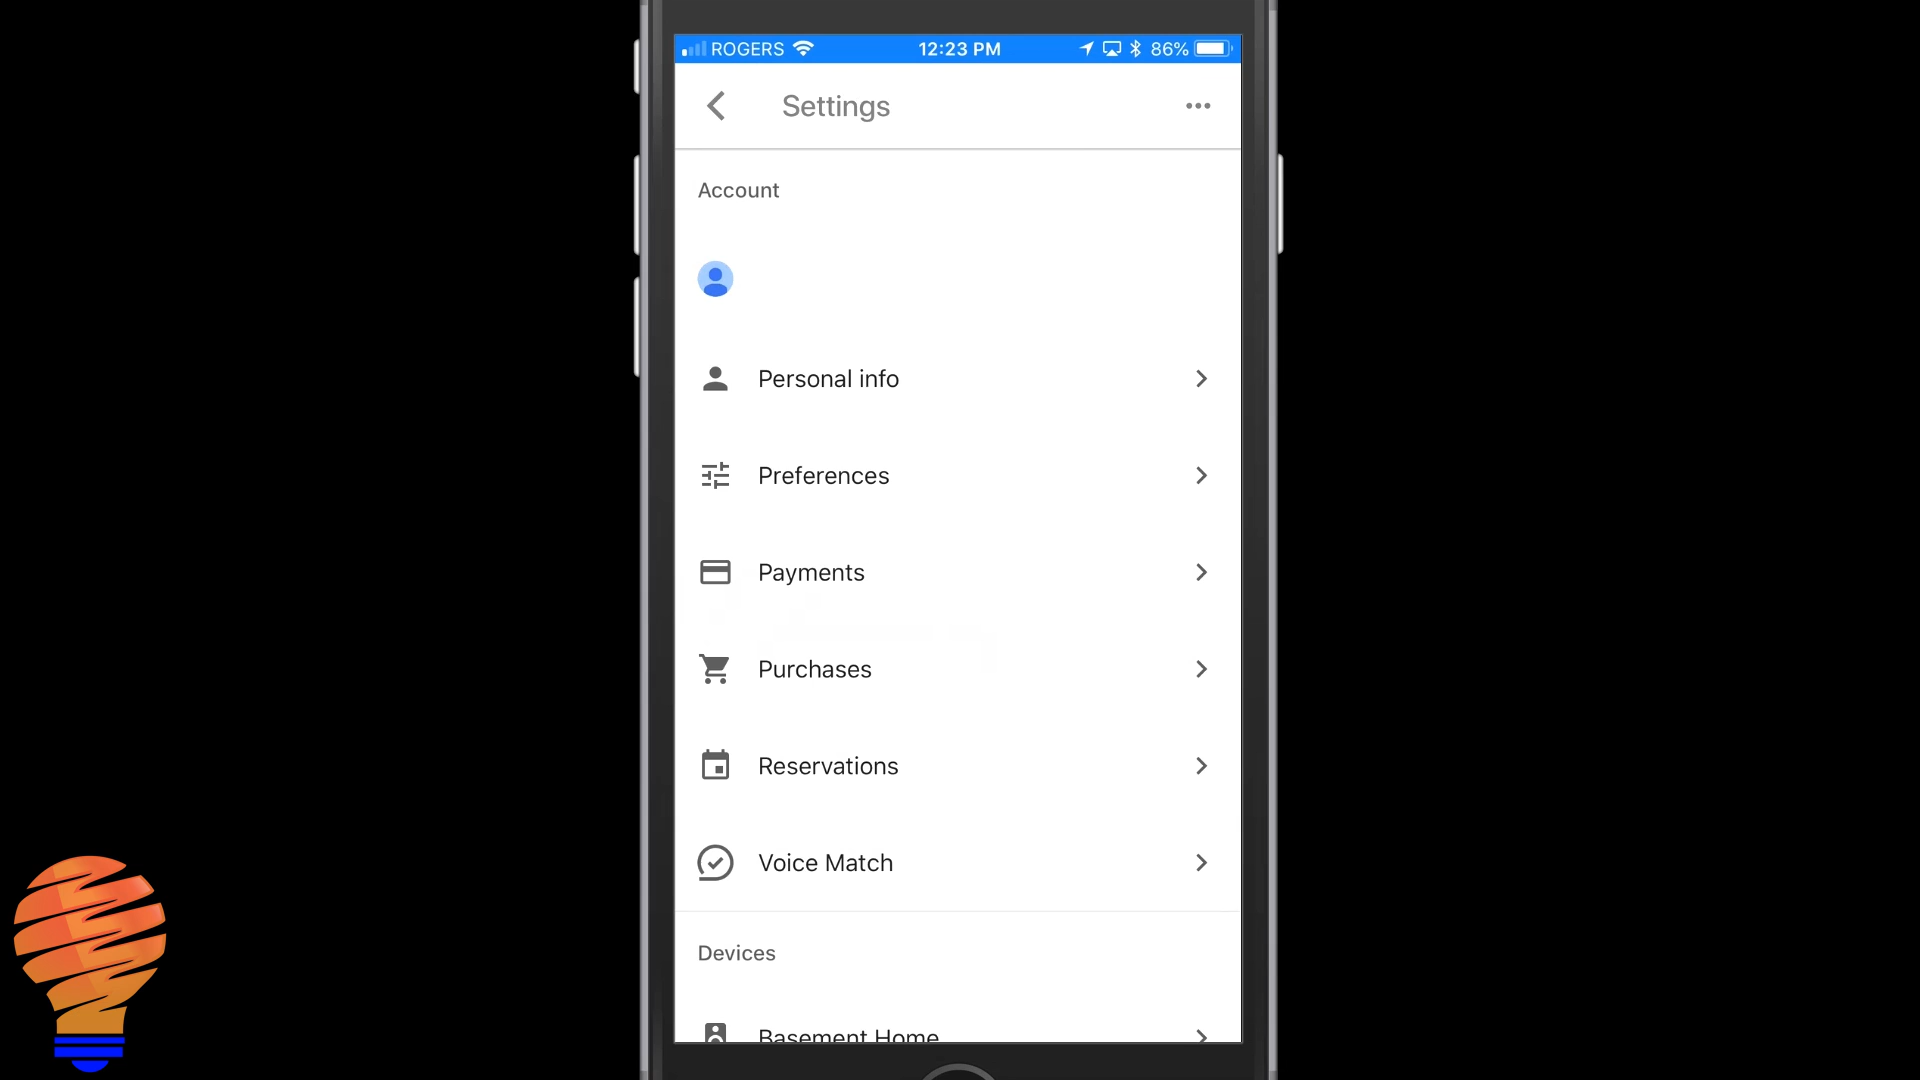 ROGERS 12:23 PM 86%
Settings
Account
Personal info
Preferences
Payments
Purchases
Reservations
Voice Match
Devices
Basement Home